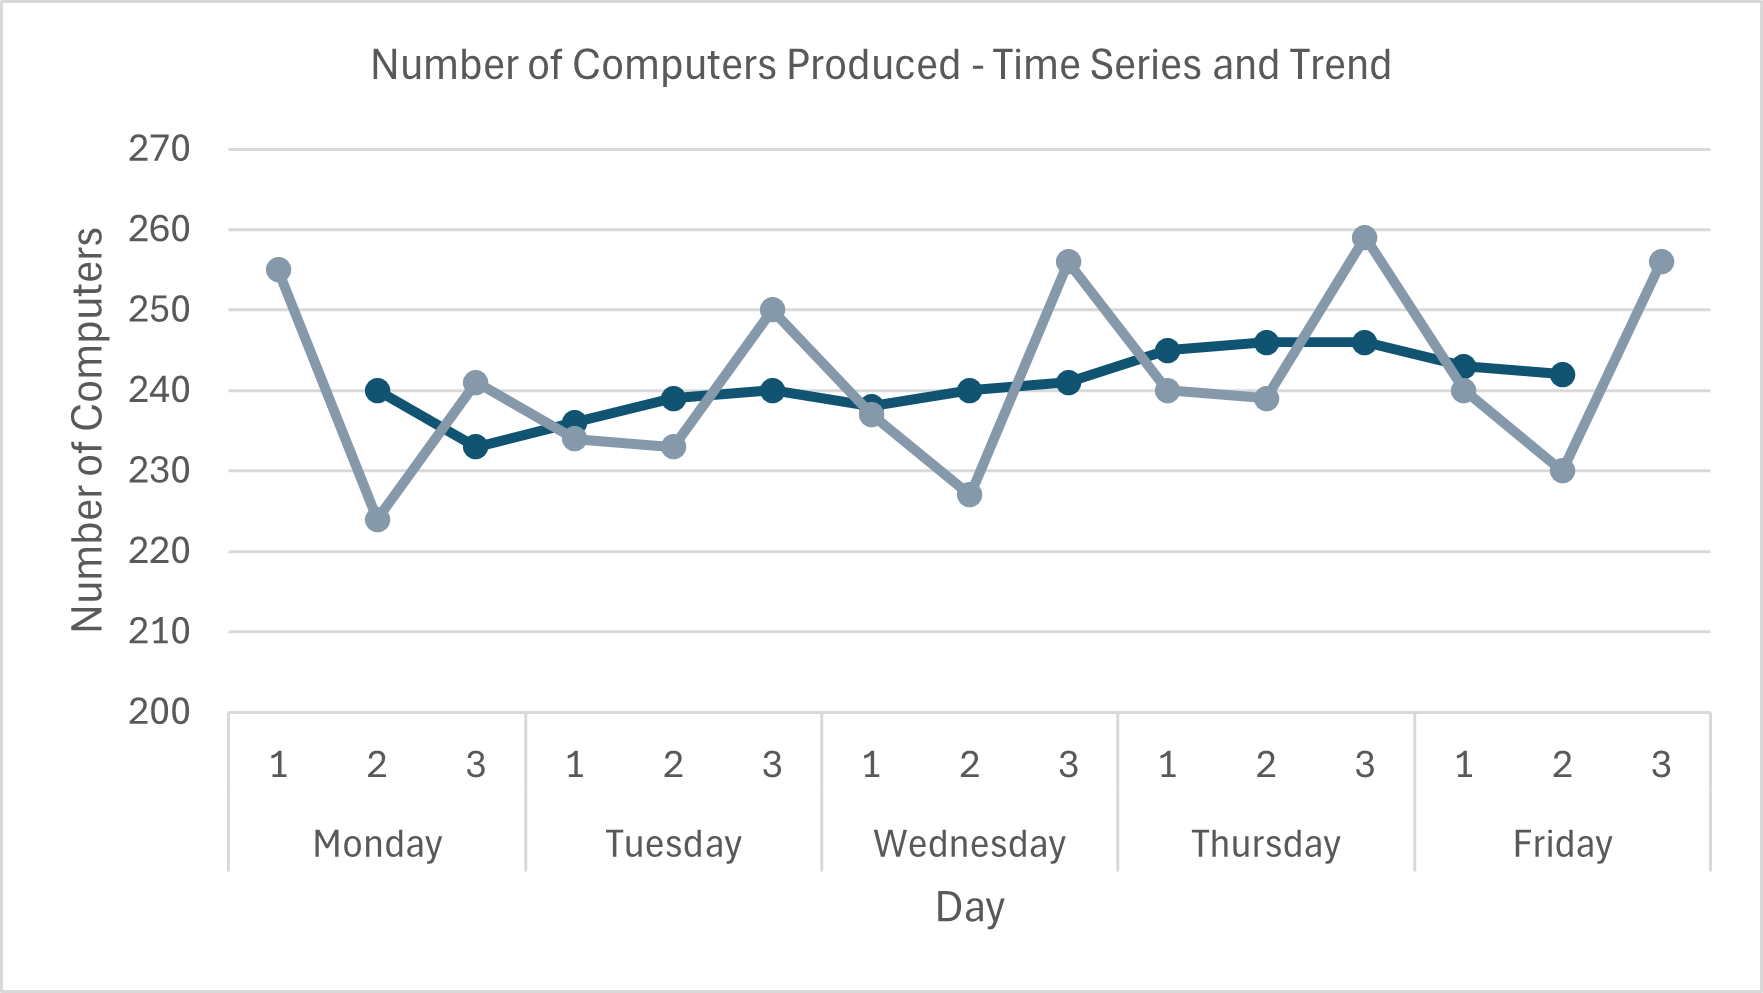 Number of Computers Produced - Time Series and Trend
270
260
250
240
230
220
210
200
Number of Computers
1 2 3 1 2 3 1 2 3 1 2 3 1 2 3
Monday Tuesday Wednesday Thursday Friday
Day